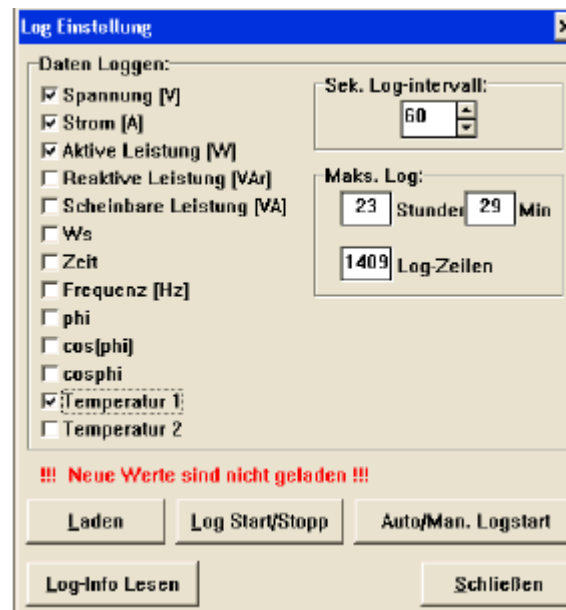 Log Einstellung
Daten Loggen:
Spannung [V]
Strom [A]
Aktive Leistung [W]
Reaktive Leistung [VAr]
Scheinbare Leistung [VA]
Ws
Zeit
Frequenz [Hz]
phi
cos(phi)
cosphi
Temperatur 1
Temperatur 2
Sek. Log-intervall:
60
Maks. Log:
23 Stunder 29 Min
1409 Log-Zeilen
!!! Neue Werte sind nicht geladen !!!
Laden Log Start/Stopp Auto/Man. Logstart
Log-Info Lesen Schließen